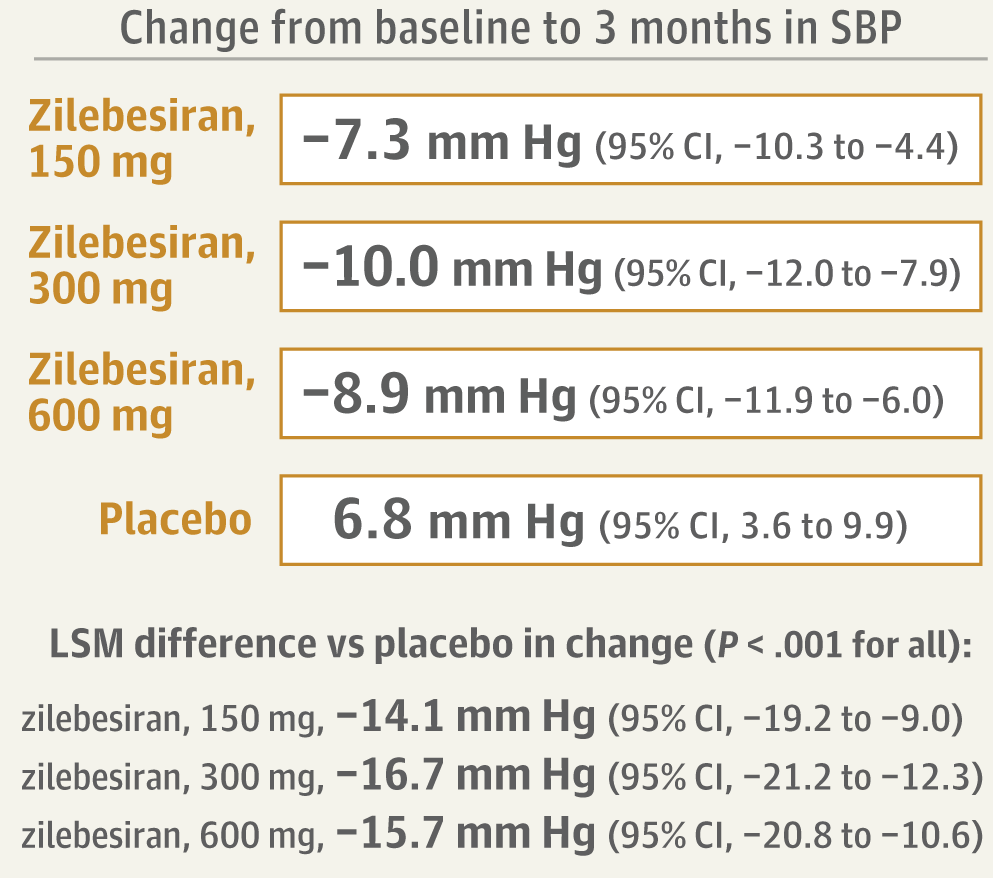 Change from baseline to 3 months in SBP
Zilebesiran,
150 mg
−7.3 mm Hg (95% CI, −10.3 to −4.4)
Zilebesiran,
300 mg
−10.0 mm Hg (95% CI, −12.0 to −7.9)
Zilebesiran,
600 mg
−8.9 mm Hg (95% CI, −11.9 to −6.0)
Placebo
6.8 mm Hg (95% CI, 3.6 to 9.9)
LSM difference vs placebo in change (P < .001 for all):
zilebesiran, 150 mg, −14.1 mm Hg (95% CI, −19.2 to −9.0)
zilebesiran, 300 mg, −16.7 mm Hg (95% CI, −21.2 to −12.3)
zilebesiran, 600 mg, −15.7 mm Hg (95% CI, −20.8 to −10.6)